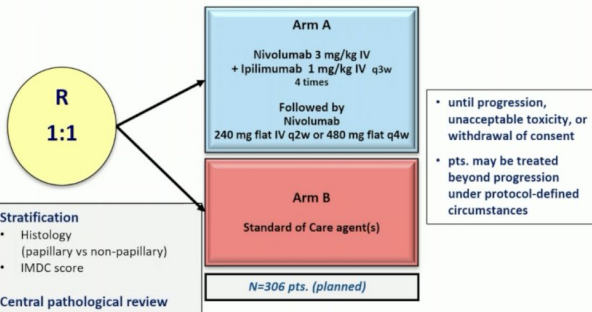 R
1:1
Arm A
Nivolumab 3 mg/kg IV
+ Ipilimumab 1 mg/kg IV q3w
4 times
Followed by
Nivolumab
240 mg flat IV q2w or 480 mg flat q4w
Arm B
Standard of Care agent(s)
N=306 pts. (planned)
• until progression,
unacceptable toxicity, or
withdrawal of consent
• pts. may be treated
beyond progression
under protocol-defined
circumstances
Stratification
• Histology
(papillary vs non-papillary)
• IMDC score
Central pathological review